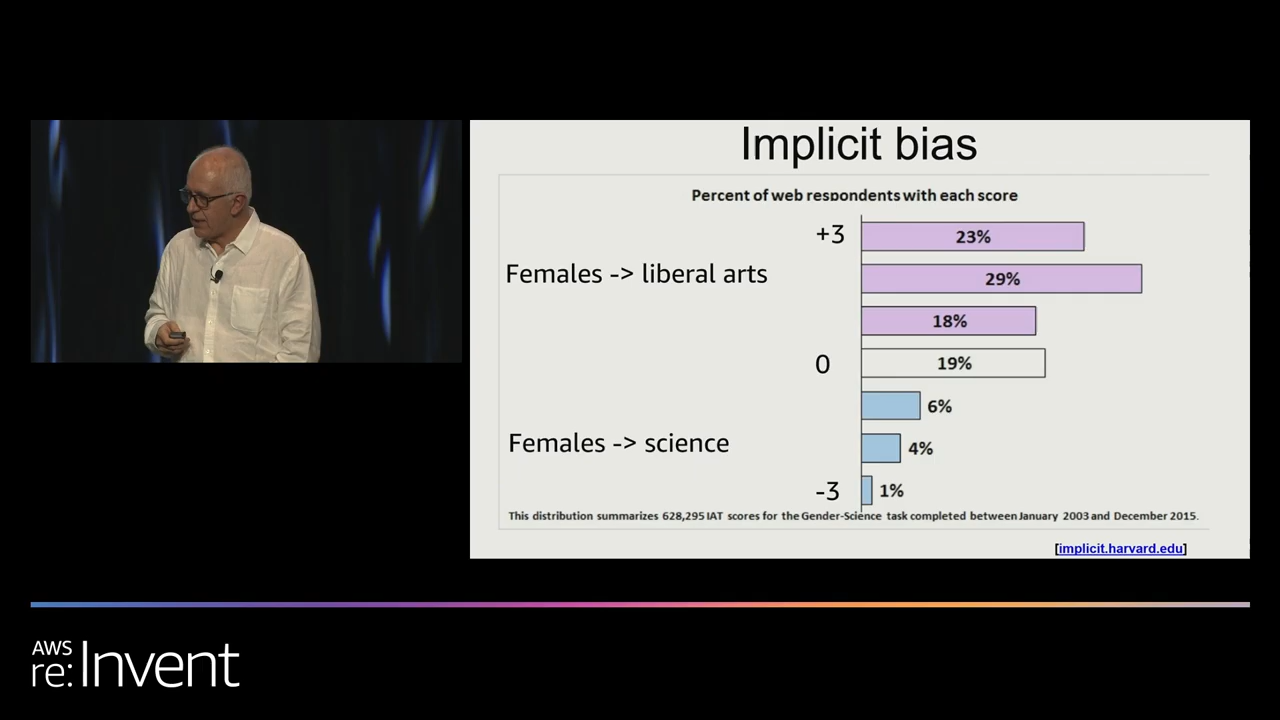 Implicit bias
Percent of web respondents with each score
+3
23%
Females -> liberal arts
29%
18%
0
19%
6%
Females -> science
4%
-3
1%
This distribution summarizes 628,295 IAT scores for the Gender-Science task completed between January 2003 and December 2015.
[implicit.harvard.edu]
AWS
re:Invent